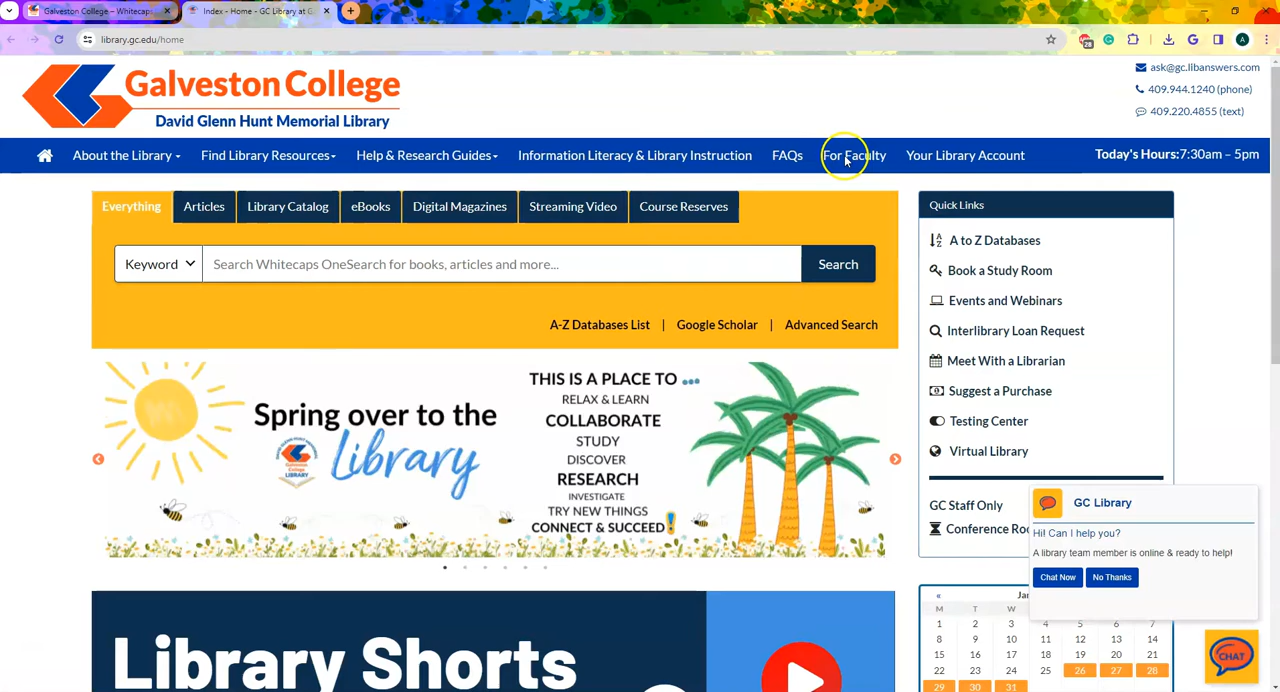 Galveston College – Whitecaps
Index - Home - GC Library at G
library.gc.edu/home
28
A
Galveston College
David Glenn Hunt Memorial Library
ask@gc.libanswers.com
409.944.1240 (phone)
409.220.4855 (text)
About the Library
Find Library Resources
Help & Research Guides
Information Literacy & Library Instruction
FAQs
For Faculty
Your Library Account
Today's Hours:7:30am – 5pm
Everything
Articles
Library Catalog
eBooks
Digital Magazines
Streaming Video
Course Reserves
Keyword
Search Whitecaps OneSearch for books, articles and more...
Search
A-Z Databases List | Google Scholar | Advanced Search
Quick Links
A to Z Databases
Book a Study Room
Events and Webinars
Interlibrary Loan Request
Meet With a Librarian
Suggest a Purchase
Testing Center
Virtual Library
GC Staff Only
Conference Roo
Spring over to the
Library
Galveston College
LIBRARY
THIS IS A PLACE TO ...
RELAX & LEARN
COLLABORATE
STUDY
DISCOVER
RESEARCH
INVESTIGATE
TRY NEW THINGS
CONNECT & SUCCEED!
GC Library
Hi! Can I help you?
A library team member is online & ready to help!
Chat Now
No Thanks
Library Shorts
« Jan
M T W
1 2 3 4 5 6 7
8 9 10 11 12 13 14
15 16 17 18 19 20 21
22 23 24 25 26 27 28
29 30 31
CHAT